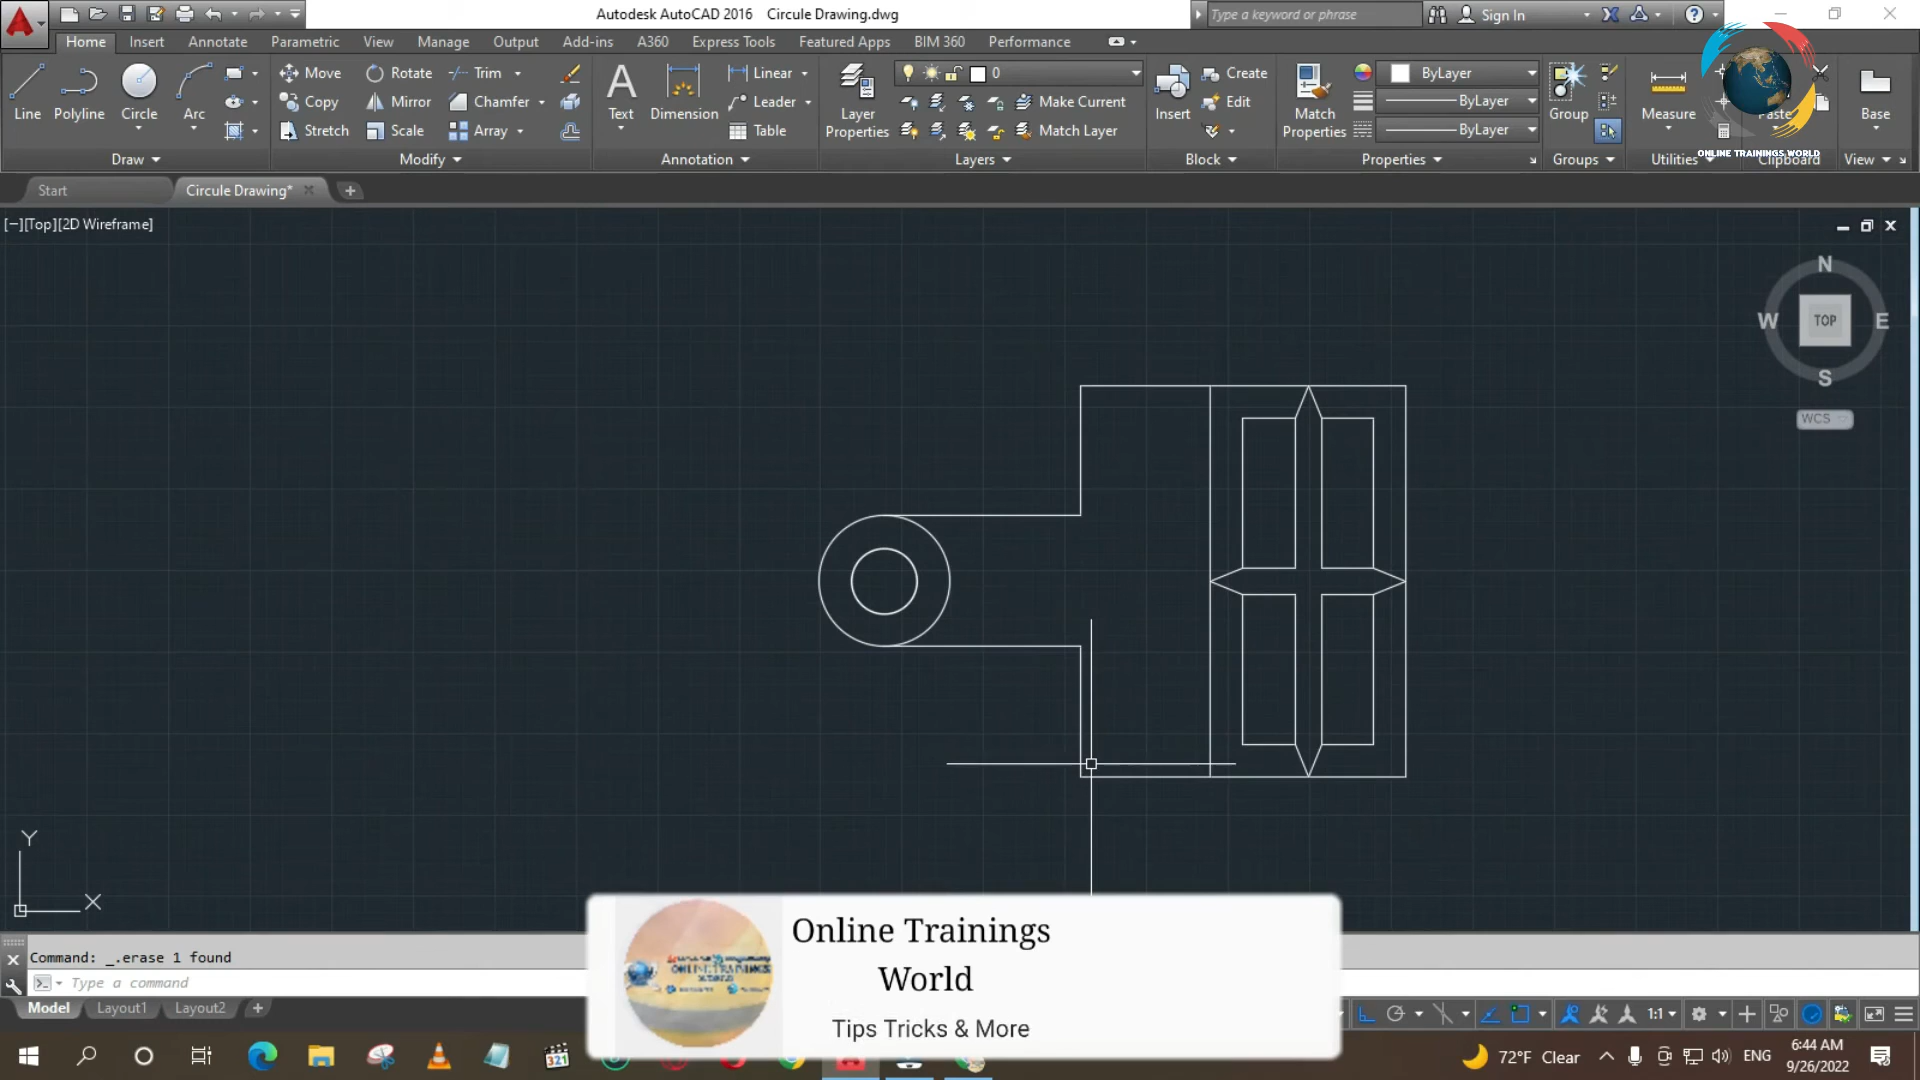 Autodesk AutoCAD 2016 Circule Drawing.dwg
Type a keyword or phrase
Sign In
Home Insert Annotate Parametric View Manage Output Add-ins A360 Express Tools Featured Apps BIM 360 Performance
Line Polyline Circle Arc
Move Rotate Trim
Copy Mirror Chamfer
Stretch Scale Array
Text Dimension
Linear
Leader
Table
Layer Properties
0
Make Current
Match Layer
Insert
Create
Edit
Match Properties
ByLayer
ByLayer
ByLayer
Group
Measure
Paste
Base
ONLINE TRAININGS WORLD
Draw Modify Annotation Layers Block Properties Groups Utilities Clipboard View
Start Circule Drawing*
[−][Top][2D Wireframe]
N
W TOP E
S
WCS
Y
X
Command: _.erase 1 found
Type a command
Model Layout1 Layout2
1:1
Online Trainings
World
Tips Tricks & More
321
72°F Clear
ENG
6:44 AM
9/26/2022